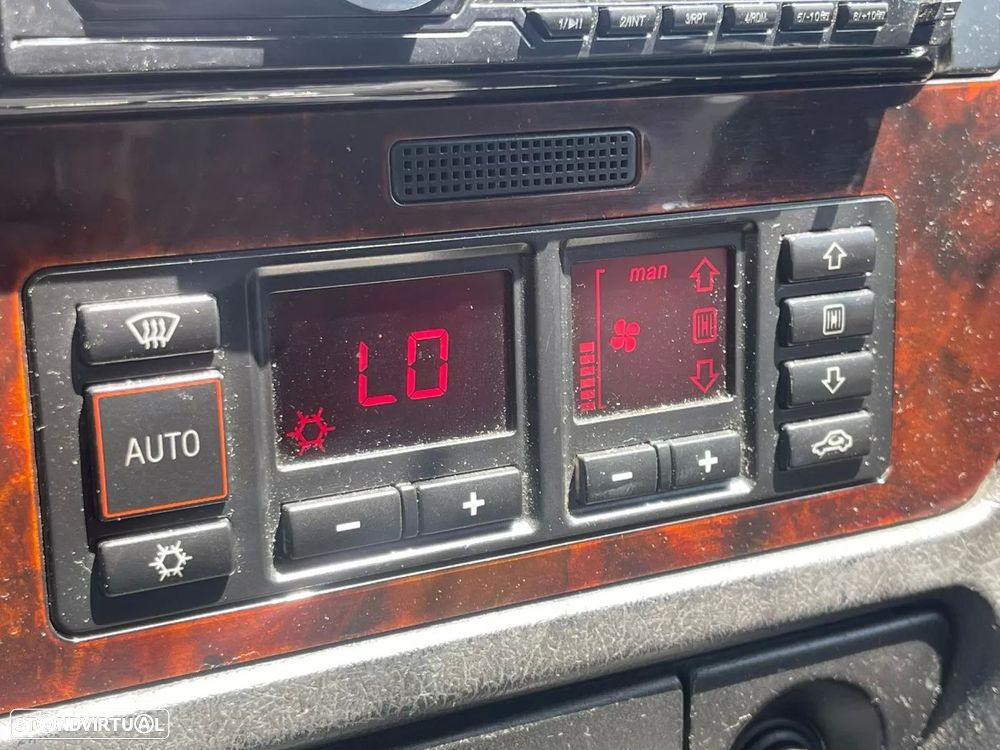 1/▶II 2/INT 3/RPT 4/RDM 5/-10 6/+10
man
LO
AUTO
- + - +
STANDVIRTUAL